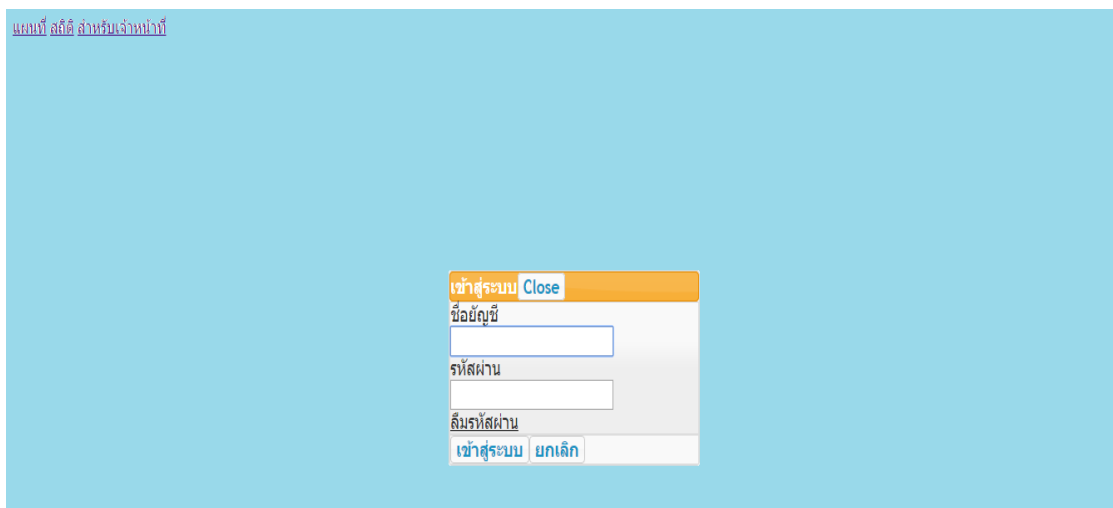 แผนที่ สถิติ สำหรับเจ้าหน้าที่
เข้าสู่ระบบ Close
ชื่อยัญชี
รหัสผ่าน
ลืมรหัสผ่าน
เข้าสู่ระบบ ยกเลิก